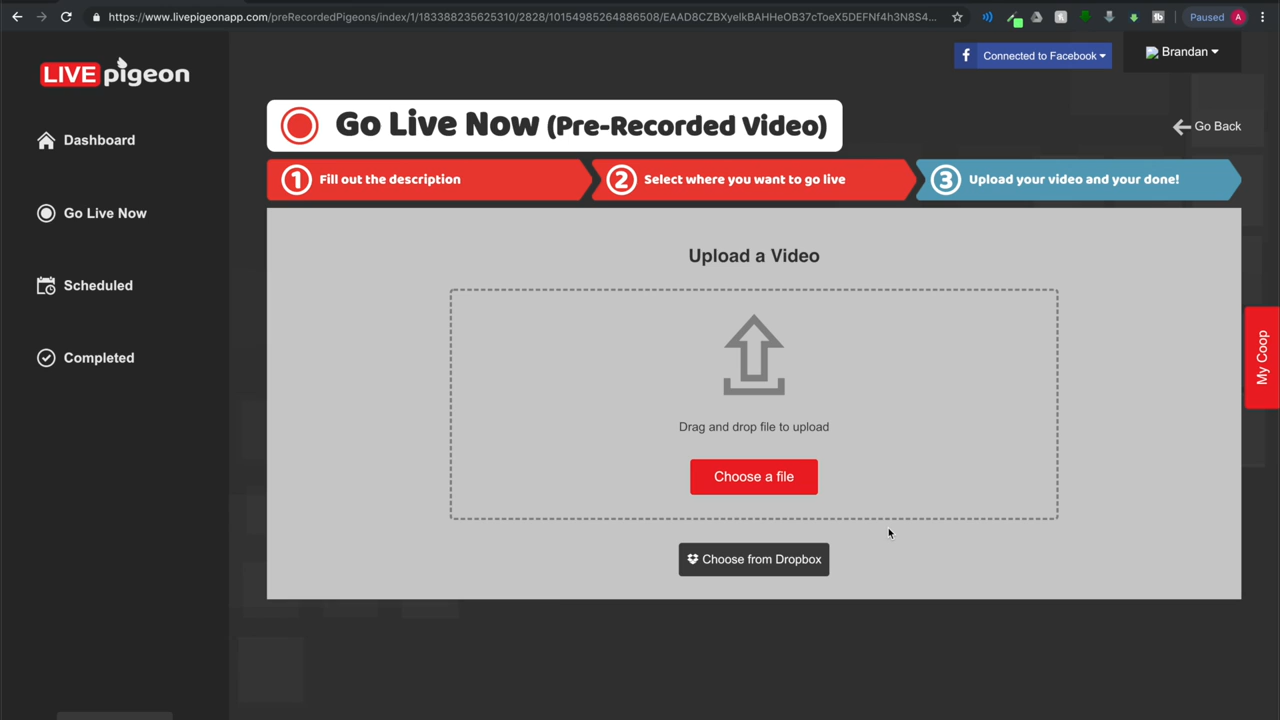 https://www.livepigeonapp.com/preRecordedPigeons/index/1/183388235625310/2828/10154985264886508/EAAD8CZBXyelkBAHHeOB37cToeX5DEFNf4h3N8S4...
Paused A
LIVE pigeon
Connected to Facebook
Brandan
Dashboard
Go Live Now (Pre-Recorded Video)
Go Back
1 Fill out the description
2 Select where you want to go live
3 Upload your video and your done!
Go Live Now
Upload a Video
Scheduled
Completed
My Coop
Drag and drop file to upload
Choose a file
Choose from Dropbox